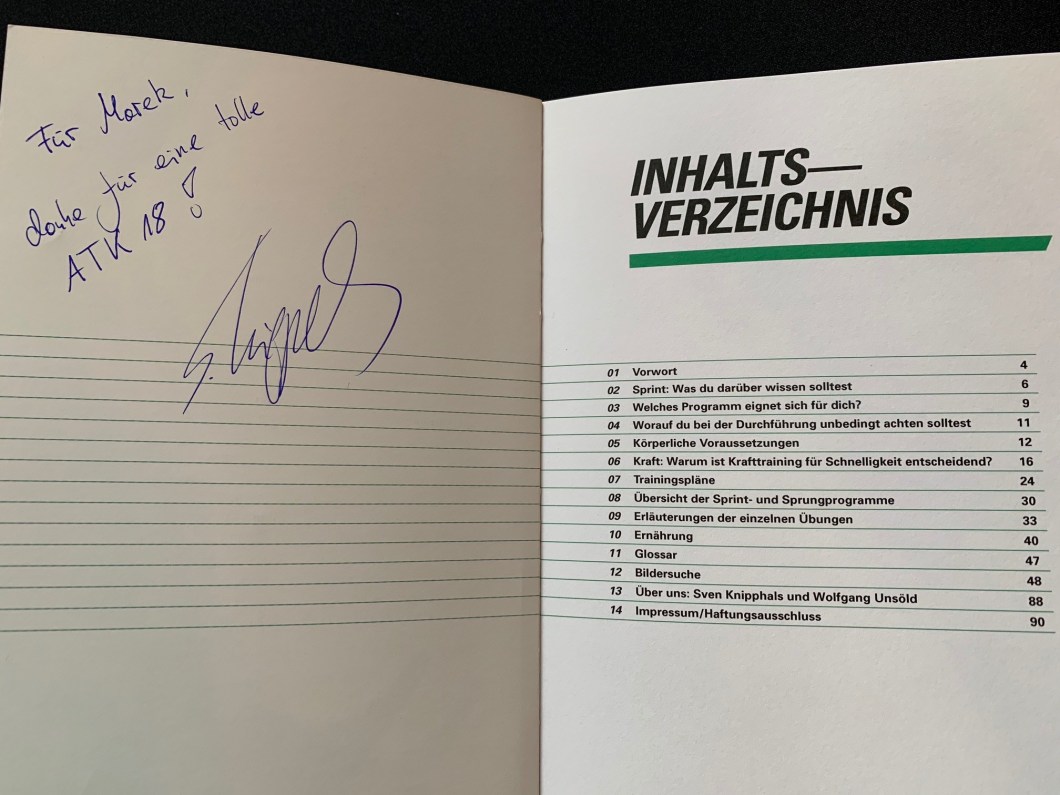 Für Marek,
danke für eine tolle
ATK 18!
INHALTS—
VERZEICHNIS
01 Vorwort 4
02 Sprint: Was du darüber wissen solltest 6
03 Welches Programm eignet sich für dich? 9
04 Worauf du bei der Durchführung unbedingt achten solltest 11
05 Körperliche Voraussetzungen 12
06 Kraft: Warum ist Krafttraining für Schnelligkeit entscheidend? 16
07 Trainingspläne 24
08 Übersicht der Sprint- und Sprungprogramme 30
09 Erläuterungen der einzelnen Übungen 33
10 Ernährung 40
11 Glossar 47
12 Bildersuche 48
13 Über uns: Sven Knipphals und Wolfgang Unsöld 88
14 Impressum/Haftungsausschluss 90